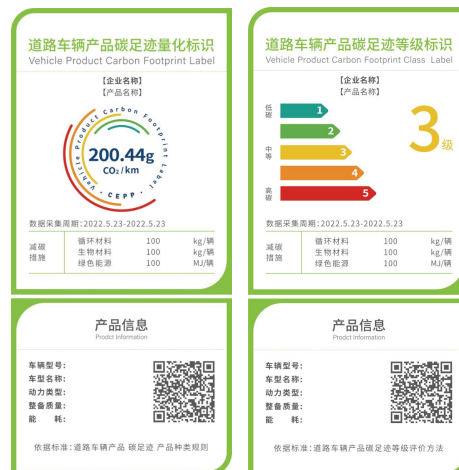 道路车辆产品碳足迹量化标识
Vehicle Product Carbon Footprint Label
【企业名称】
【产品名称】
Vehicle Product Carbon Footprint Label
200.44g
CO₂/km
· CEPP ·
数据采集周期:2022.5.23-2022.5.23
减碳措施
循环材料 100 kg/辆
生物材料 100 kg/辆
绿色能源 100 MJ/辆
产品信息
Prodct Information
车辆型号:
车型名称:
动力类型:
整备质量:
能 耗:
依据标准:道路车辆产品 碳足迹 产品种类规则
道路车辆产品碳足迹等级标识
Vehicle Product Carbon Footprint Class Label
【企业名称】
【产品名称】
低碳
中等
高碳
1
2
3
4
5
3级
数据采集周期:2022.5.23-2022.5.23
减碳措施
循环材料 100 kg/辆
生物材料 100 kg/辆
绿色能源 100 MJ/辆
产品信息
Prodct Information
车辆型号:
车型名称:
动力类型:
整备质量:
能 耗:
依据标准:道路车辆产品碳足迹等级评价方法